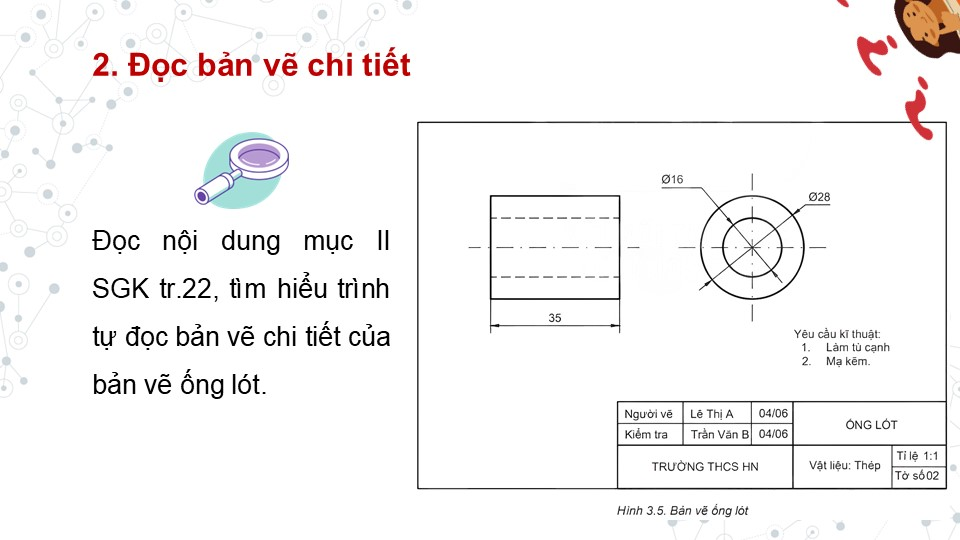 2. Đọc bản vẽ chi tiết
Đọc nội dung mục II
SGK tr.22, tìm hiểu trình
tự đọc bản vẽ chi tiết của
bản vẽ ống lót.
Ø16
Ø28
35
Yêu cầu kĩ thuật:
1. Làm tù cạnh
2. Mạ kẽm.
Người vẽ Lê Thị A 04/06
Kiểm tra Trần Văn B 04/06
ỐNG LÓT
TRƯỜNG THCS HN
Vật liệu: Thép
Tỉ lệ 1:1
Tờ số 02
Hình 3.5. Bản vẽ ống lót